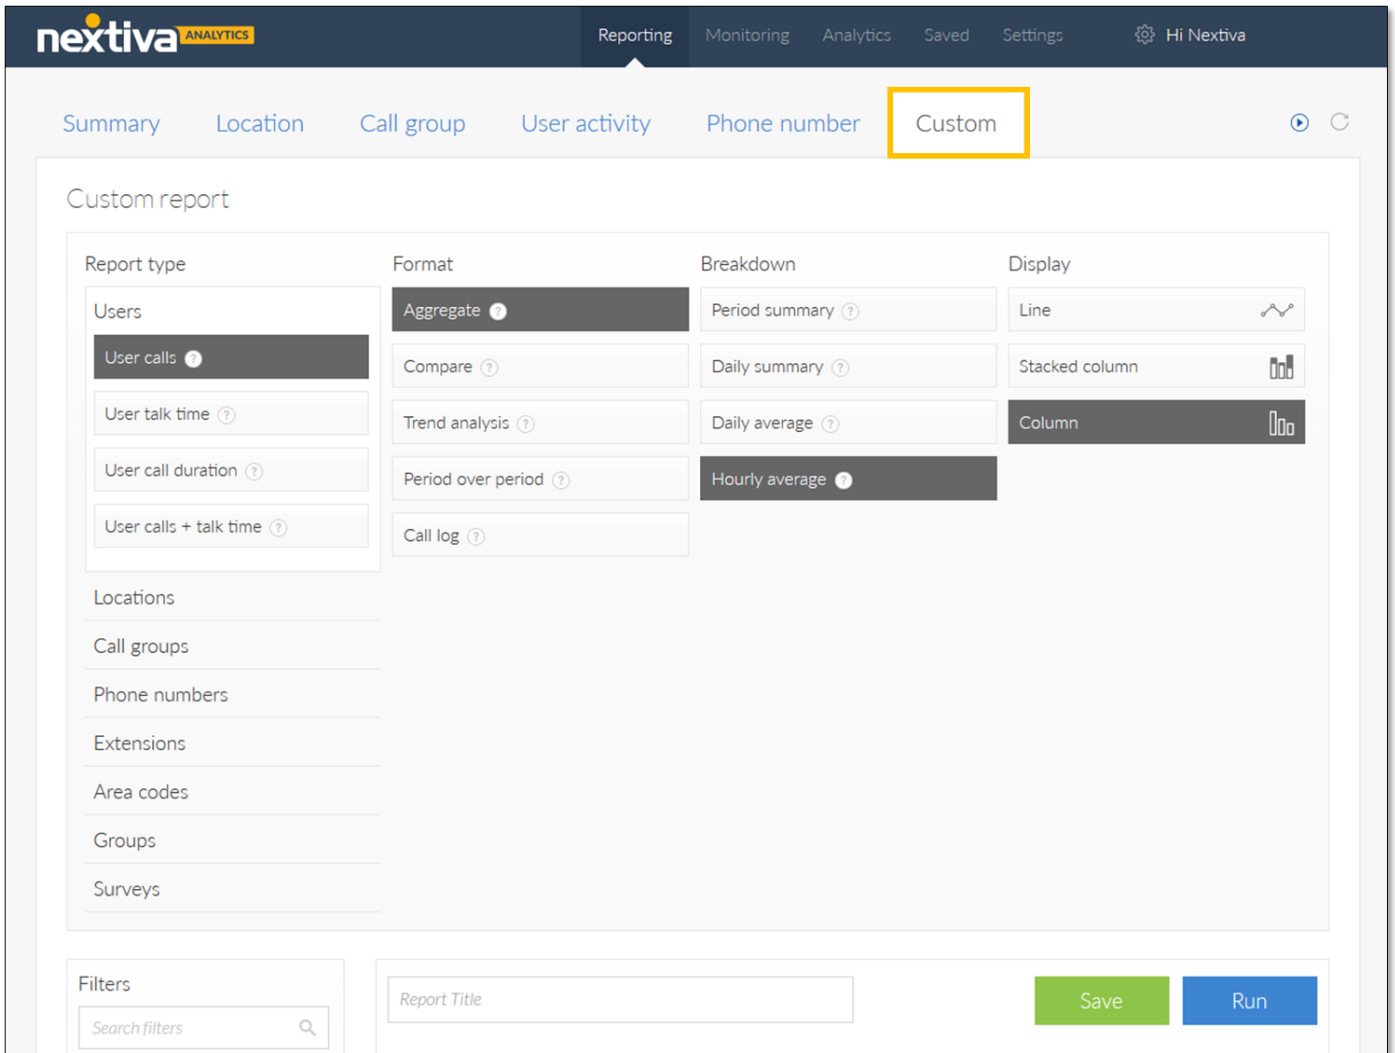 nextiva ANALYTICS
Reporting Monitoring Analytics Saved Settings Hi Nextiva
Summary Location Call group User activity Phone number Custom
Custom report
Report type Format Breakdown Display
Users Aggregate ? Period summary ? Line
User calls ? Compare ? Daily summary ? Stacked column
User talk time ? Trend analysis ? Daily average ? Column
User call duration ? Period over period ? Hourly average ?
User calls + talk time ? Call log ?
Locations
Call groups
Phone numbers
Extensions
Area codes
Groups
Surveys
Filters Report Title Save Run
Search filters